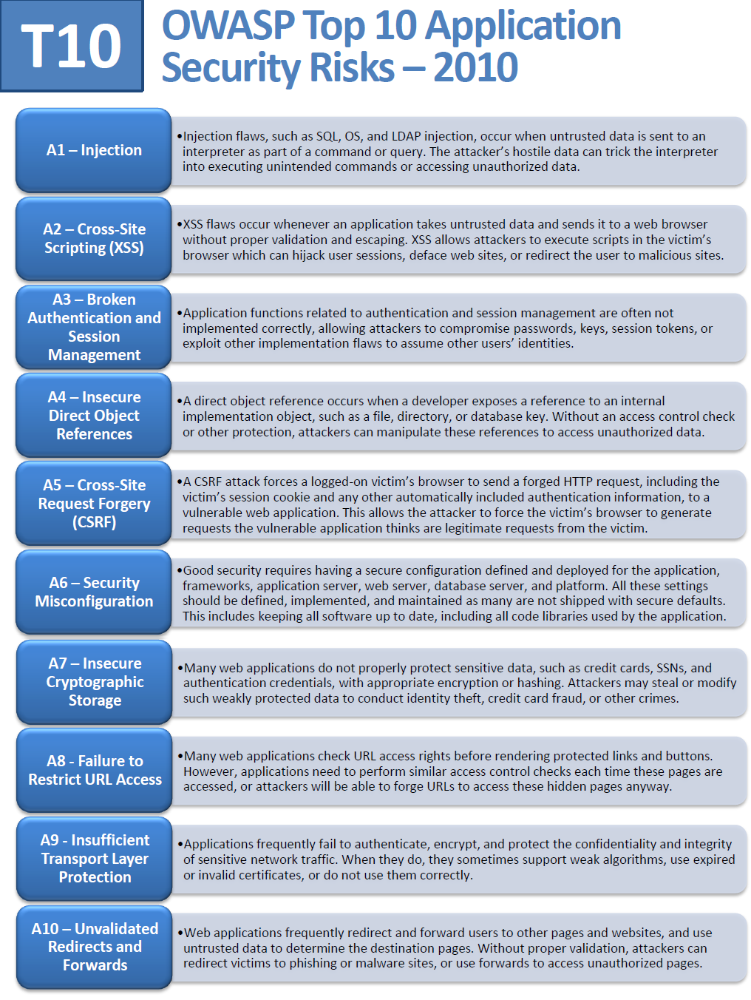 T10
OWASP Top 10 Application
Security Risks – 2010
A1 – Injection
•Injection flaws, such as SQL, OS, and LDAP injection, occur when untrusted data is sent to an
interpreter as part of a command or query. The attacker’s hostile data can trick the interpreter
into executing unintended commands or accessing unauthorized data.
A2 – Cross-Site
Scripting (XSS)
•XSS flaws occur whenever an application takes untrusted data and sends it to a web browser
without proper validation and escaping. XSS allows attackers to execute scripts in the victim’s
browser which can hijack user sessions, deface web sites, or redirect the user to malicious sites.
A3 – Broken
Authentication and
Session
Management
•Application functions related to authentication and session management are often not
implemented correctly, allowing attackers to compromise passwords, keys, session tokens, or
exploit other implementation flaws to assume other users’ identities.
A4 – Insecure
Direct Object
References
•A direct object reference occurs when a developer exposes a reference to an internal
implementation object, such as a file, directory, or database key. Without an access control check
or other protection, attackers can manipulate these references to access unauthorized data.
A5 – Cross-Site
Request Forgery
(CSRF)
•A CSRF attack forces a logged-on victim’s browser to send a forged HTTP request, including the
victim’s session cookie and any other automatically included authentication information, to a
vulnerable web application. This allows the attacker to force the victim’s browser to generate
requests the vulnerable application thinks are legitimate requests from the victim.
A6 – Security
Misconfiguration
•Good security requires having a secure configuration defined and deployed for the application,
frameworks, application server, web server, database server, and platform. All these settings
should be defined, implemented, and maintained as many are not shipped with secure defaults.
This includes keeping all software up to date, including all code libraries used by the application.
A7 – Insecure
Cryptographic
Storage
•Many web applications do not properly protect sensitive data, such as credit cards, SSNs, and
authentication credentials, with appropriate encryption or hashing. Attackers may steal or modify
such weakly protected data to conduct identity theft, credit card fraud, or other crimes.
A8 - Failure to
Restrict URL Access
•Many web applications check URL access rights before rendering protected links and buttons.
However, applications need to perform similar access control checks each time these pages are
accessed, or attackers will be able to forge URLs to access these hidden pages anyway.
A9 - Insufficient
Transport Layer
Protection
•Applications frequently fail to authenticate, encrypt, and protect the confidentiality and integrity
of sensitive network traffic. When they do, they sometimes support weak algorithms, use expired
or invalid certificates, or do not use them correctly.
A10 – Unvalidated
Redirects and
Forwards
•Web applications frequently redirect and forward users to other pages and websites, and use
untrusted data to determine the destination pages. Without proper validation, attackers can
redirect victims to phishing or malware sites, or use forwards to access unauthorized pages.